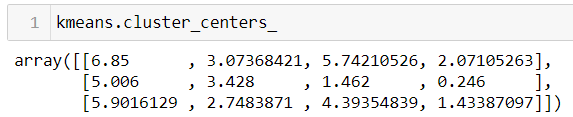 1 kmeans.cluster_centers_
array([[6.85      , 3.07368421, 5.74210526, 2.07105263],
       [5.006     , 3.428     , 1.462     , 0.246     ],
       [5.9016129 , 2.7483871 , 4.39354839, 1.43387097]])